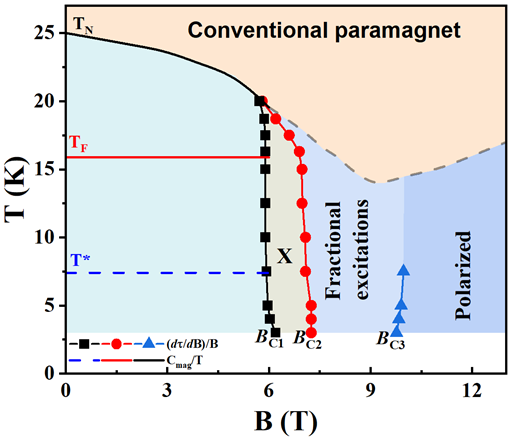 Conventional paramagnet
T_N
T_F
T*
X
Fractional
excitations
Polarized
B_C1
B_C2
B_C3
(dτ/dB)/B
C_mag/T
25
20
15
10
5
0
T (K)
0
3
6
9
12
B (T)